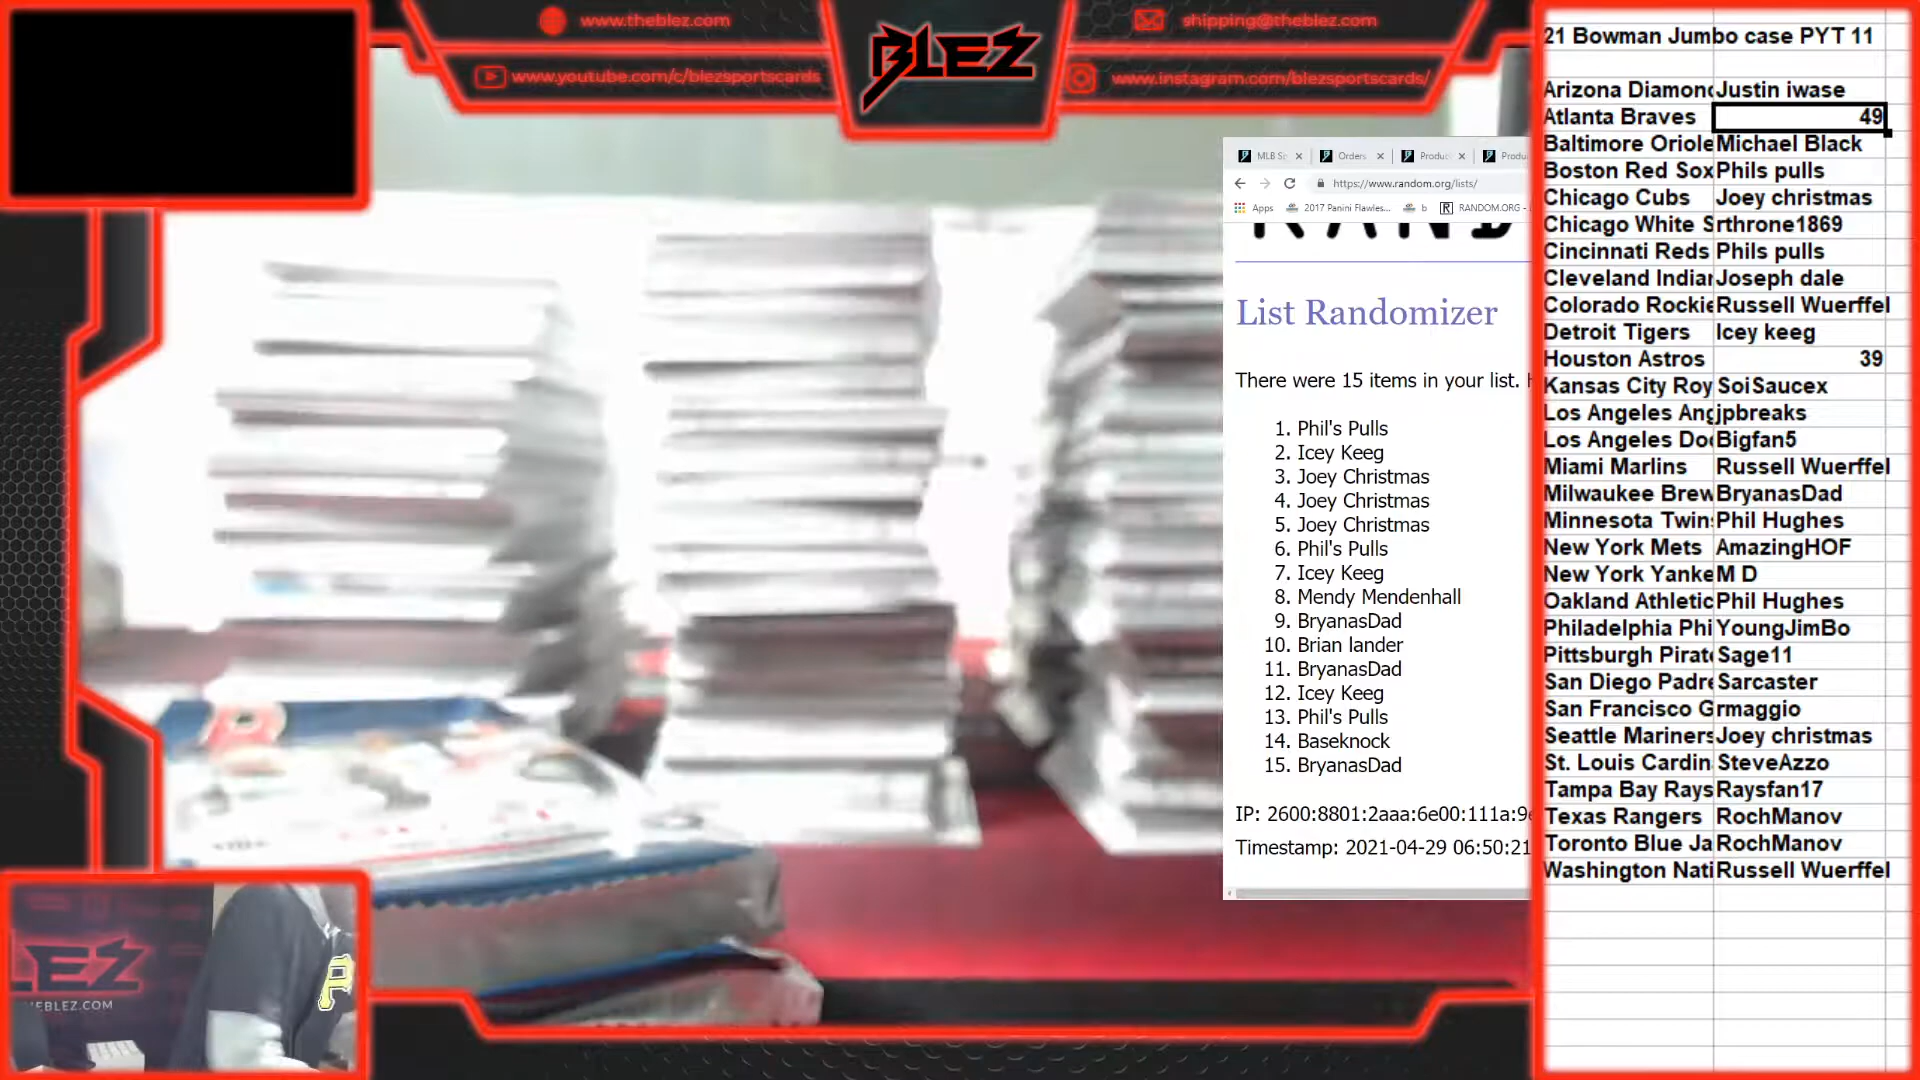 www.theblez.com
shipping@theblez.com
BLEZ
www.youtube.com/c/blezsportscards
www.instagram.com/blezsportscards/
MLB Sp
Orders
Produc
Produ
https://www.random.org/lists/
Apps
2017 Panini Flawles...
b
RANDOM.ORG -
List Randomizer
There were 15 items in your list. H
1. Phil's Pulls
2. Icey Keeg
3. Joey Christmas
4. Joey Christmas
5. Joey Christmas
6. Phil's Pulls
7. Icey Keeg
8. Mendy Mendenhall
9. BryanasDad
10. Brian lander
11. BryanasDad
12. Icey Keeg
13. Phil's Pulls
14. Baseknock
15. BryanasDad
IP: 2600:8801:2aaa:6e00:111a:9e
Timestamp: 2021-04-29 06:50:21
21 Bowman Jumbo case PYT 11
Arizona Diamond Justin iwase
Atlanta Braves 49
Baltimore Oriole Michael Black
Boston Red Sox Phils pulls
Chicago Cubs Joey christmas
Chicago White S rthrone1869
Cincinnati Reds Phils pulls
Cleveland Indian Joseph dale
Colorado Rockie Russell Wuerffel
Detroit Tigers Icey keeg
Houston Astros 39
Kansas City Roy SoiSaucex
Los Angeles Ang jpbreaks
Los Angeles Do Bigfan5
Miami Marlins Russell Wuerffel
Milwaukee Brew BryanasDad
Minnesota Twins Phil Hughes
New York Mets AmazingHOF
New York Yanke M D
Oakland Athletic Phil Hughes
Philadelphia Phi YoungJimBo
Pittsburgh Pirate Sage11
San Diego Padre Sarcaster
San Francisco G rmaggio
Seattle Mariners Joey christmas
St. Louis Cardin SteveAzzo
Tampa Bay Rays Raysfan17
Texas Rangers RochManov
Toronto Blue Ja RochManov
Washington Nati Russell Wuerffel
LEZ
HEBLEZ.COM
P